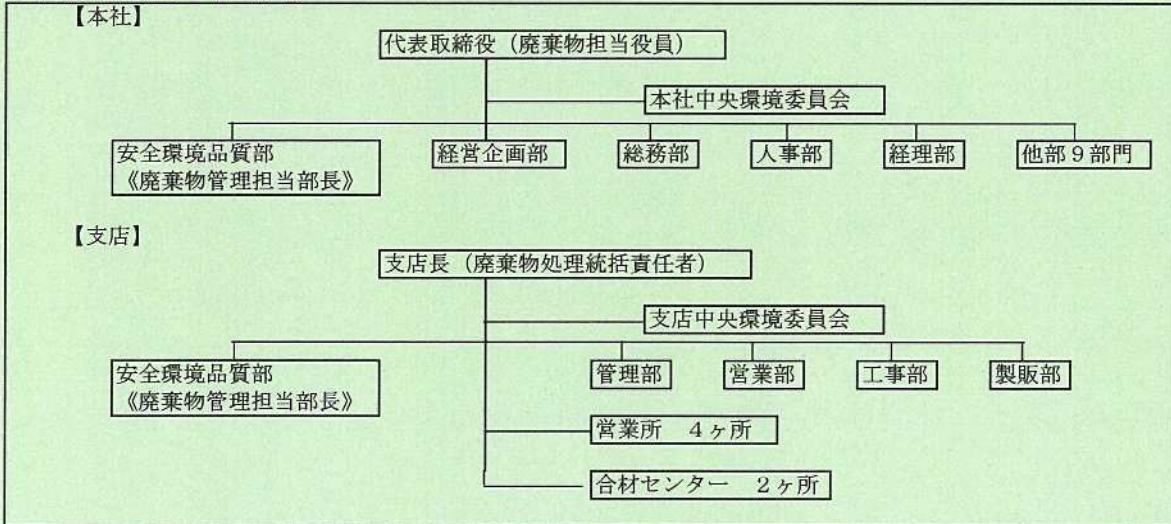 【本社】
代表取締役（廃棄物担当役員）
本社中央環境委員会
安全環境品質部
《廃棄物管理担当部長》
経営企画部
総務部
人事部
経理部
他部９部門
【支店】
支店長（廃棄物処理統括責任者）
支店中央環境委員会
安全環境品質部
《廃棄物管理担当部長》
管理部
営業部
工事部
製販部
営業所　４ヶ所
合材センター　２ヶ所